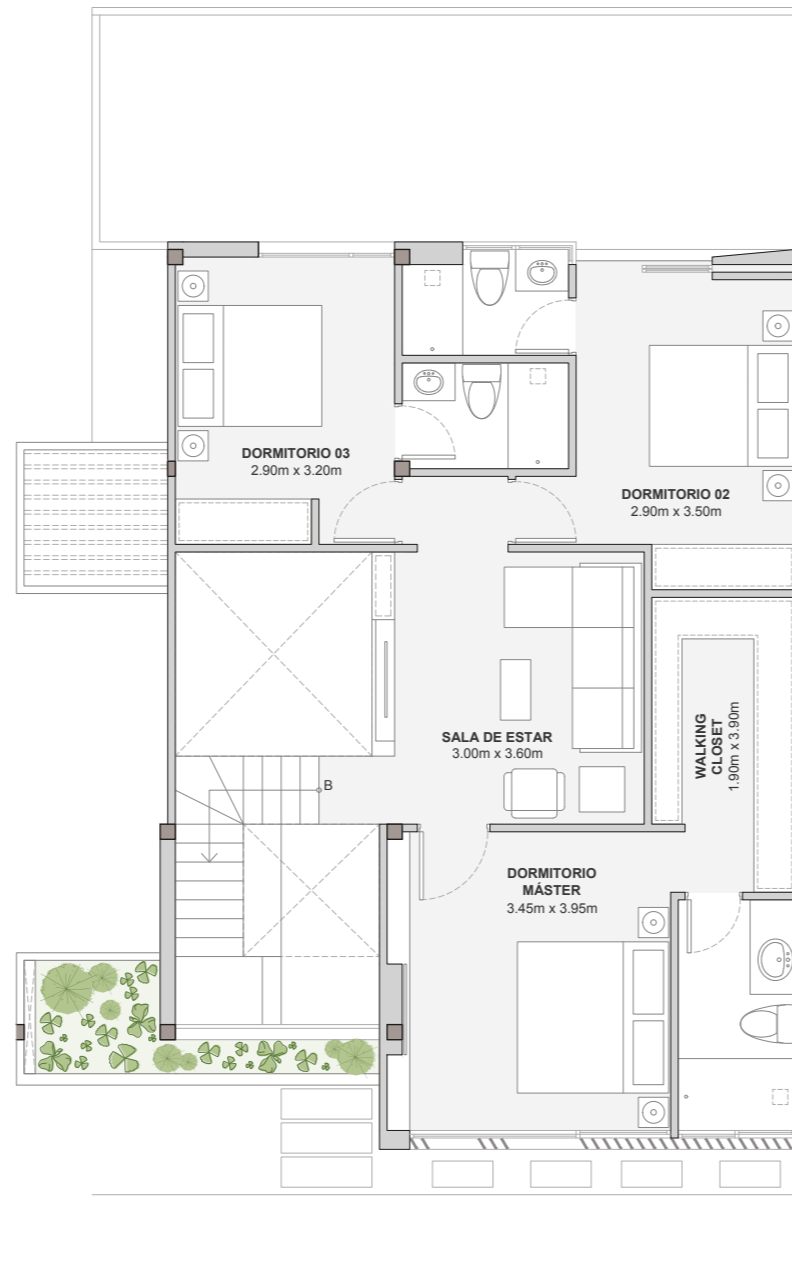 DORMITORIO 03
2.90m x 3.20m
DORMITORIO 02
2.90m x 3.50m
SALA DE ESTAR
3.00m x 3.60m
WALKING
CLOSET
1.90m x 3.90m
B
DORMITORIO
MÁSTER
3.45m x 3.95m